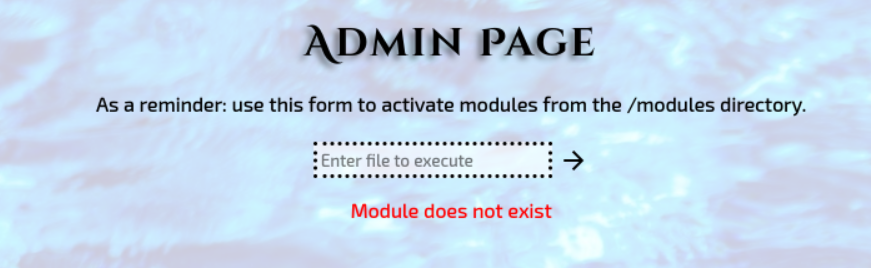 Admin Page
As a reminder: use this form to activate modules from the /modules directory.
Enter file to execute
Module does not exist